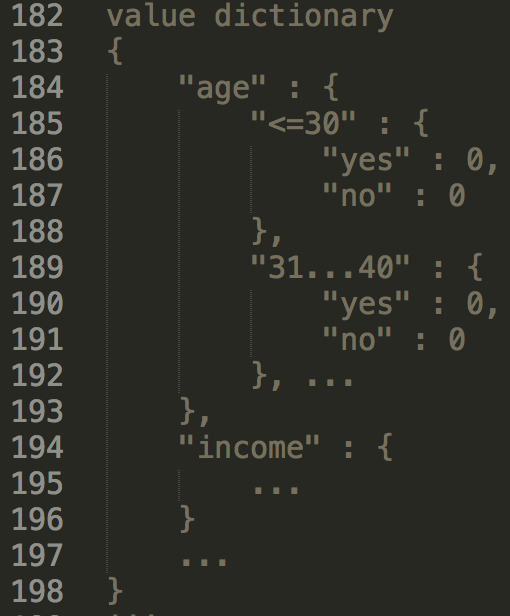 182 value dictionary
183 {
184     "age" : {
185         "<=30" : {
186             "yes" : 0,
187             "no" : 0
188         },
189         "31...40" : {
190             "yes" : 0,
191             "no" : 0
192         }, ...
193     },
194     "income" : {
195         ...
196     }
197     ...
198 }